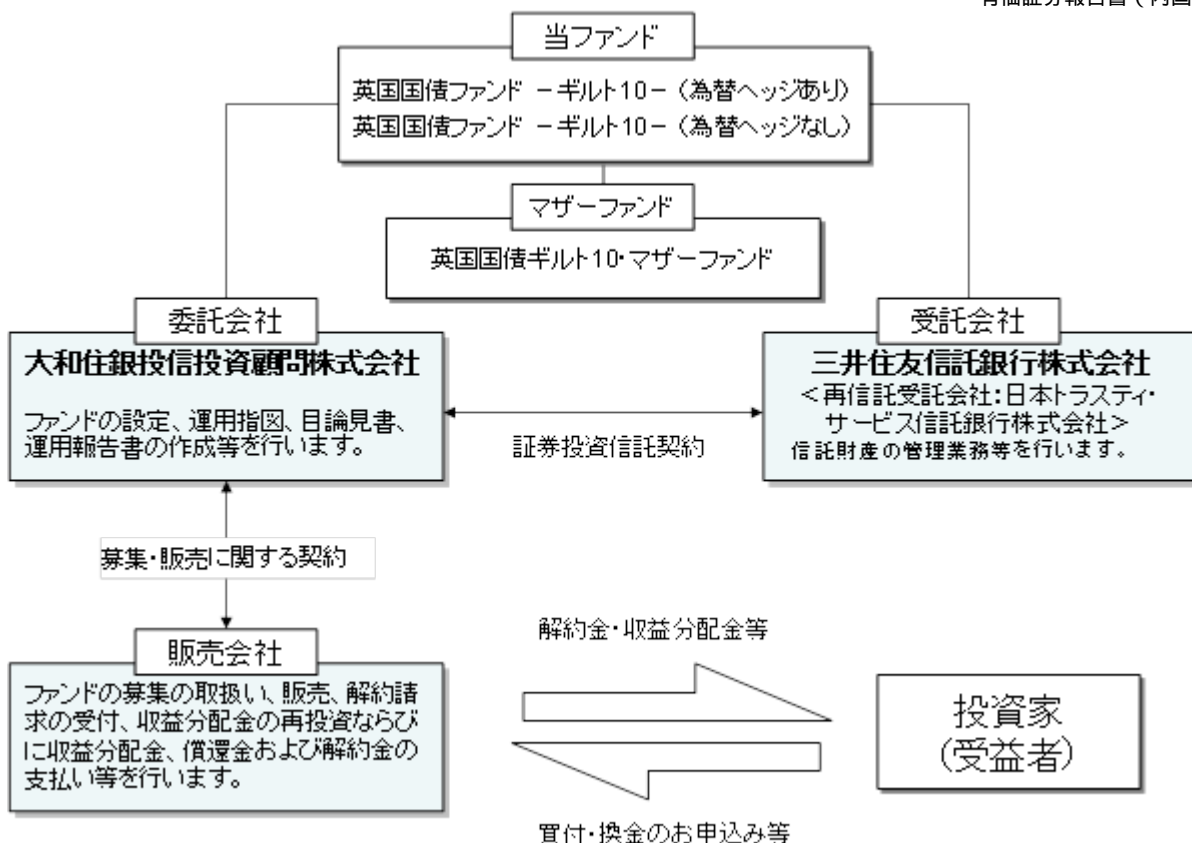 当ファンド
英国国債ファンド －ギルト10－（為替ヘッジあり）
英国国債ファンド －ギルト10－（為替ヘッジなし）
マザーファンド
英国国債ギルト10・マザーファンド
委託会社
大和住銀投信投資顧問株式会社
ファンドの設定、運用指図、目論見書、
運用報告書の作成等を行います。
証券投資信託契約
受託会社
三井住友信託銀行株式会社
＜再信託受託会社：日本トラスティ・
サービス信託銀行株式会社＞
信託財産の管理業務等を行います。
募集・販売に関する契約
販売会社
ファンドの募集の取扱い、販売、解約請
求の受付、収益分配金の再投資ならび
に収益分配金、償還金および解約金の
支払い等を行います。
解約金・収益分配金等
買付・換金のお申込み等
投資家
(受益者)